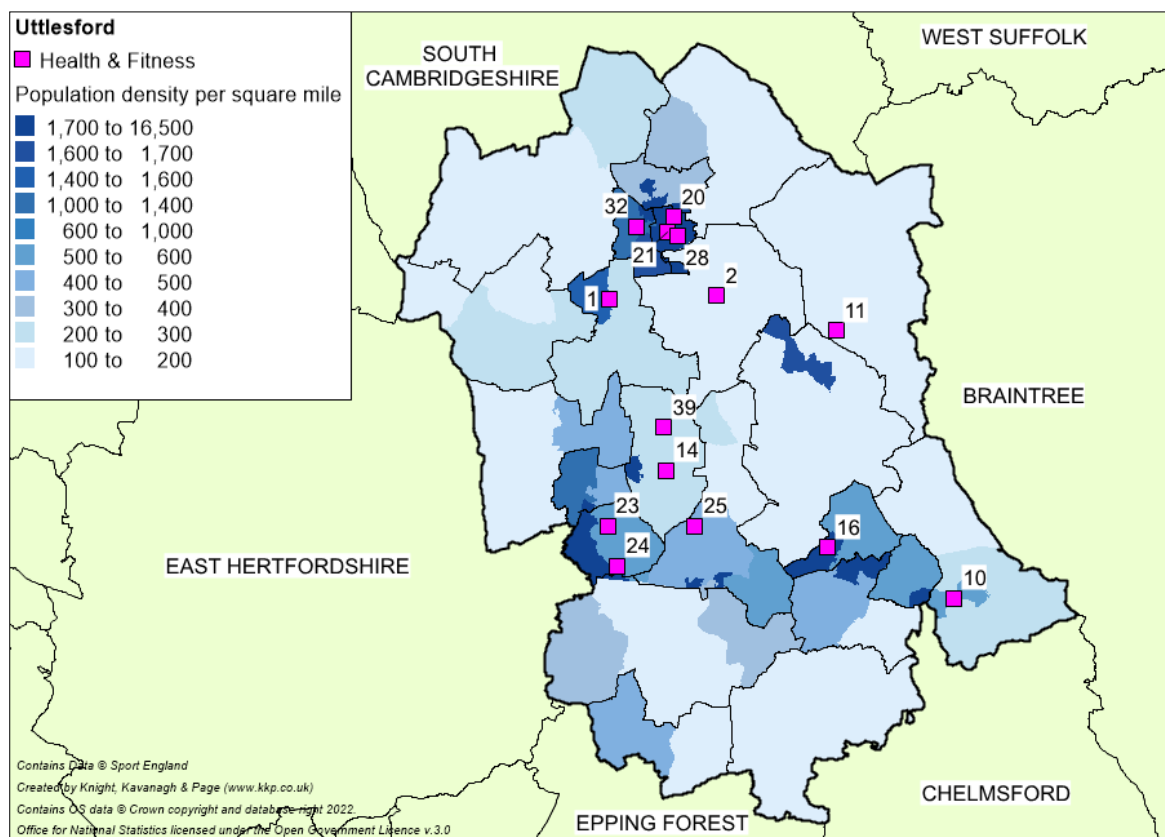 Uttlesford
Health & Fitness
Population density per square mile
1,700 to 16,500
1,600 to 1,700
1,400 to 1,600
1,000 to 1,400
600 to 1,000
500 to 600
400 to 500
300 to 400
200 to 300
100 to 200
SOUTH
CAMBRIDGESHIRE
WEST SUFFOLK
20
32
21
28
2
1
11
BRAINTREE
39
14
23
25
16
24
EAST HERTFORDSHIRE
10
CHELMSFORD
EPPING FOREST
Contains Data © Sport England
Created by Knight, Kavanagh & Page (www.kkp.co.uk)
Contains OS data © Crown copyright and database right 2022.
Office for National Statistics licensed under the Open Government Licence v.3.0